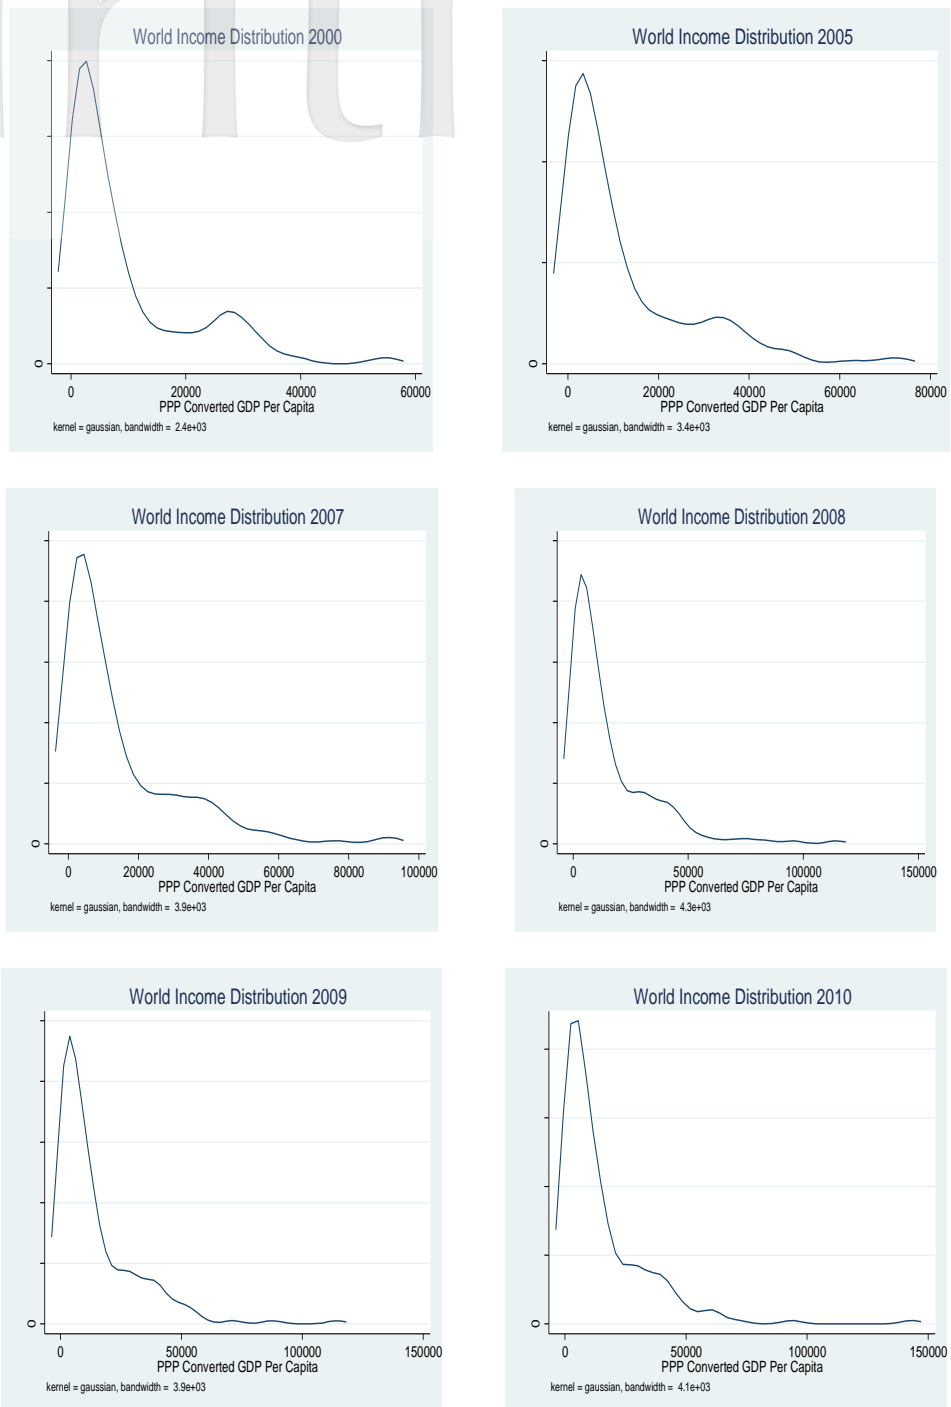 World Income Distribution 2000
0
0 20000 40000 60000
PPP Converted GDP Per Capita
kernel = gaussian, bandwidth = 2.4e+03
World Income Distribution 2005
0
0 20000 40000 60000 80000
PPP Converted GDP Per Capita
kernel = gaussian, bandwidth = 3.4e+03
World Income Distribution 2007
0
0 20000 40000 60000 80000 100000
PPP Converted GDP Per Capita
kernel = gaussian, bandwidth = 3.9e+03
World Income Distribution 2008
0
0 50000 100000 150000
PPP Converted GDP Per Capita
kernel = gaussian, bandwidth = 4.3e+03
World Income Distribution 2009
0
0 50000 100000 150000
PPP Converted GDP Per Capita
kernel = gaussian, bandwidth = 3.9e+03
World Income Distribution 2010
0
0 50000 100000 150000
PPP Converted GDP Per Capita
kernel = gaussian, bandwidth = 4.1e+03